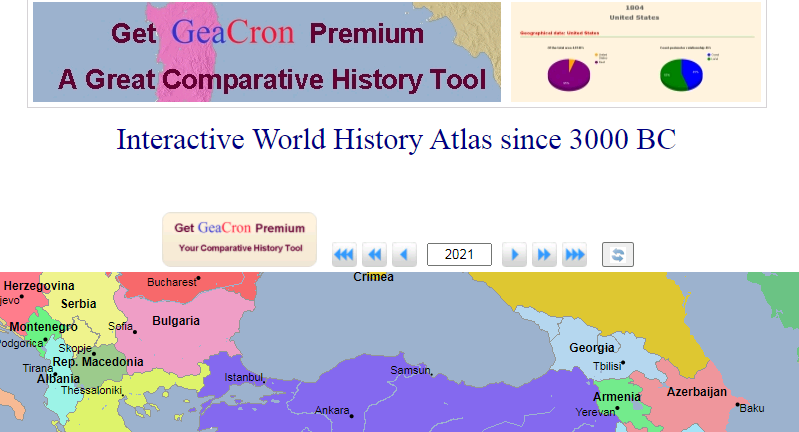 Get GeaCron Premium
A Great Comparative History Tool
1804
United States
Geographical data: United States
Interactive World History Atlas since 3000 BC
Get GeaCron Premium
Your Comparative History Tool
2021
Crimea
Herzegovina
jevo
Bucharest
Serbia
Montenegro
Sofia
Bulgaria
Podgorica
Skopje
Georgia
Rep. Macedonia
Tbilisi
Tirana
Albania
Istanbul
Samsun
Thessaloniki
Armenia
Azerbaijan
Ankara
Yerevan
Baku